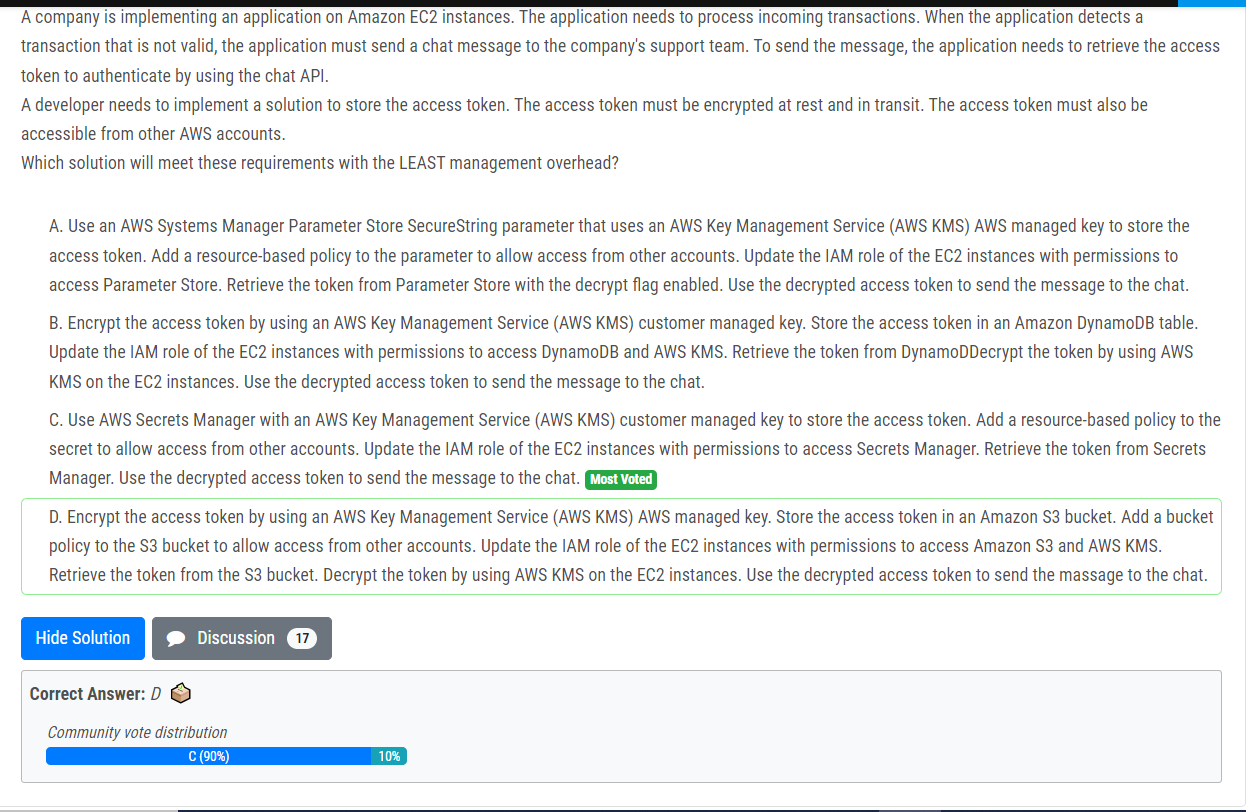 A company is implementing an application on Amazon EC2 instances. The application needs to process incoming transactions. When the application detects a
transaction that is not valid, the application must send a chat message to the company's support team. To send the message, the application needs to retrieve the access
token to authenticate by using the chat API.
A developer needs to implement a solution to store the access token. The access token must be encrypted at rest and in transit. The access token must also be
accessible from other AWS accounts.
Which solution will meet these requirements with the LEAST management overhead?
A. Use an AWS Systems Manager Parameter Store SecureString parameter that uses an AWS Key Management Service (AWS KMS) AWS managed key to store the
access token. Add a resource-based policy to the parameter to allow access from other accounts. Update the IAM role of the EC2 instances with permissions to
access Parameter Store. Retrieve the token from Parameter Store with the decrypt flag enabled. Use the decrypted access token to send the message to the chat.
B. Encrypt the access token by using an AWS Key Management Service (AWS KMS) customer managed key. Store the access token in an Amazon DynamoDB table.
Update the IAM role of the EC2 instances with permissions to access DynamoDB and AWS KMS. Retrieve the token from DynamoDDecrypt the token by using AWS
KMS on the EC2 instances. Use the decrypted access token to send the message to the chat.
C. Use AWS Secrets Manager with an AWS Key Management Service (AWS KMS) customer managed key to store the access token. Add a resource-based policy to the
secret to allow access from other accounts. Update the IAM role of the EC2 instances with permissions to access Secrets Manager. Retrieve the token from Secrets
Manager. Use the decrypted access token to send the message to the chat. Most Voted
D. Encrypt the access token by using an AWS Key Management Service (AWS KMS) AWS managed key. Store the access token in an Amazon S3 bucket. Add a bucket
policy to the S3 bucket to allow access from other accounts. Update the IAM role of the EC2 instances with permissions to access Amazon S3 and AWS KMS.
Retrieve the token from the S3 bucket. Decrypt the token by using AWS KMS on the EC2 instances. Use the decrypted access token to send the massage to the chat.
Hide Solution Discussion 17
Correct Answer: D
Community vote distribution
C (90%) 10%